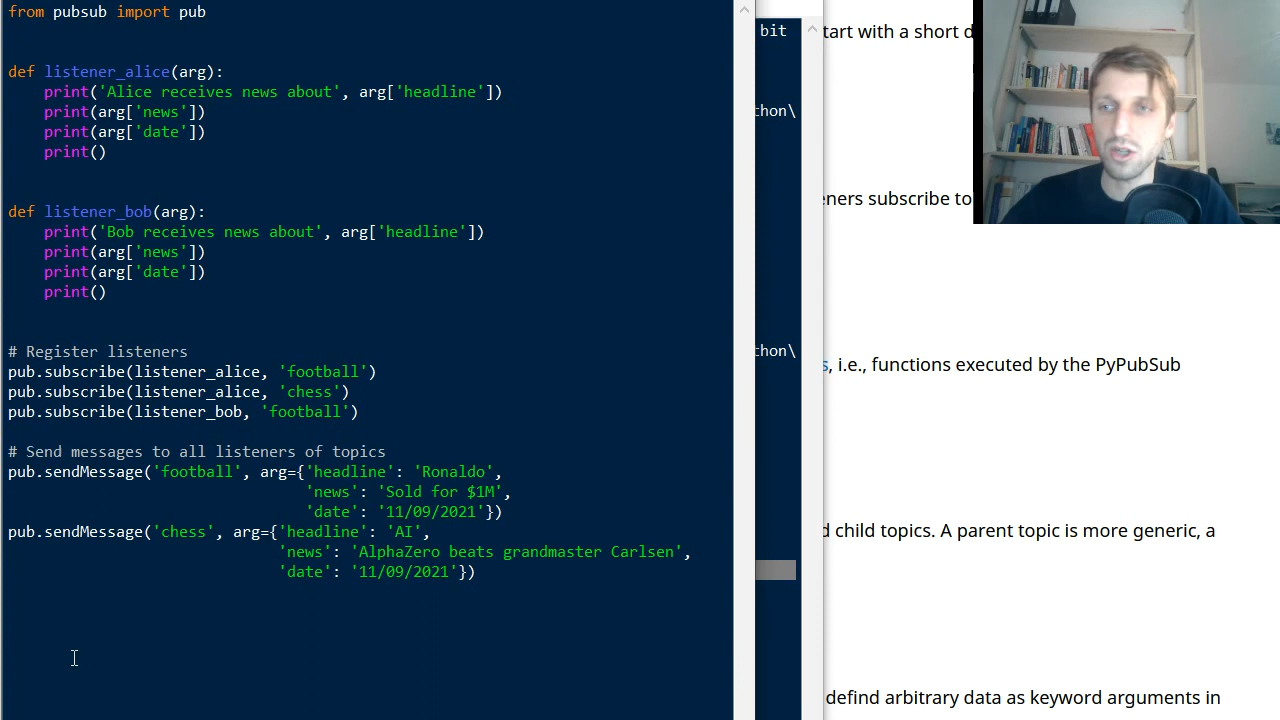 from pubsub import pub
def listener_alice(arg):
    print('Alice receives news about', arg['headline'])
    print(arg['news'])
    print(arg['date'])
    print()
def listener_bob(arg):
    print('Bob receives news about', arg['headline'])
    print(arg['news'])
    print(arg['date'])
    print()
# Register listeners
pub.subscribe(listener_alice, 'football')
pub.subscribe(listener_alice, 'chess')
pub.subscribe(listener_bob, 'football')
# Send messages to all listeners of topics
pub.sendMessage('football', arg={'headline': 'Ronaldo',
                                 'news': 'Sold for $1M',
                                 'date': '11/09/2021'})
pub.sendMessage('chess', arg={'headline': 'AI',
                              'news': 'AlphaZero beats grandmaster Carlsen',
                              'date': '11/09/2021'})
bit
thon\
thon\
tart with a short d
eners subscribe to
s, i.e., functions executed by the PyPubSub
d child topics. A parent topic is more generic, a
defind arbitrary data as keyword arguments in